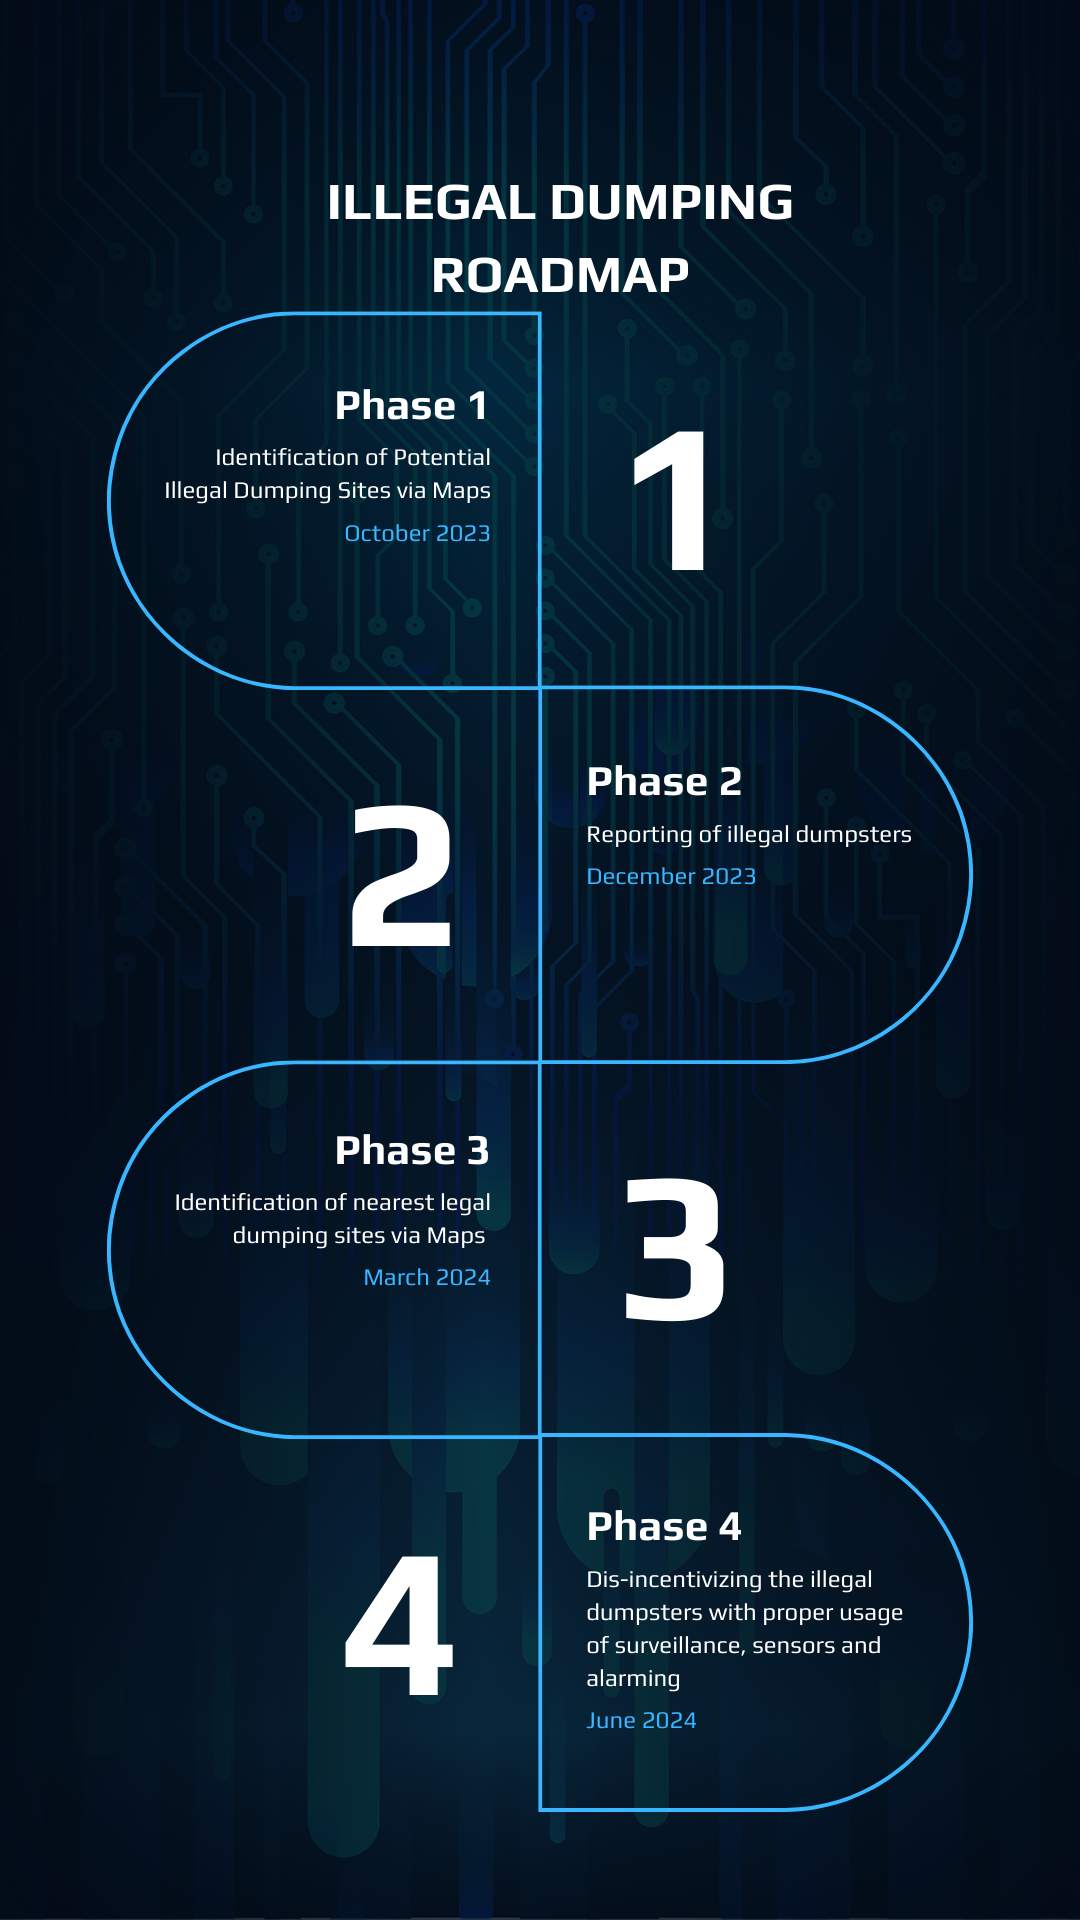 ILLEGAL DUMPING
ROADMAP
Phase 1
Identification of Potential
Illegal Dumping Sites via Maps
October 2023
1
2
Phase 2
Reporting of illegal dumpsters
December 2023
Phase 3
Identification of nearest legal
dumping sites via Maps
March 2024
3
4
Phase 4
Dis-incentivizing the illegal
dumpsters with proper usage
of surveillance, sensors and
alarming
June 2024